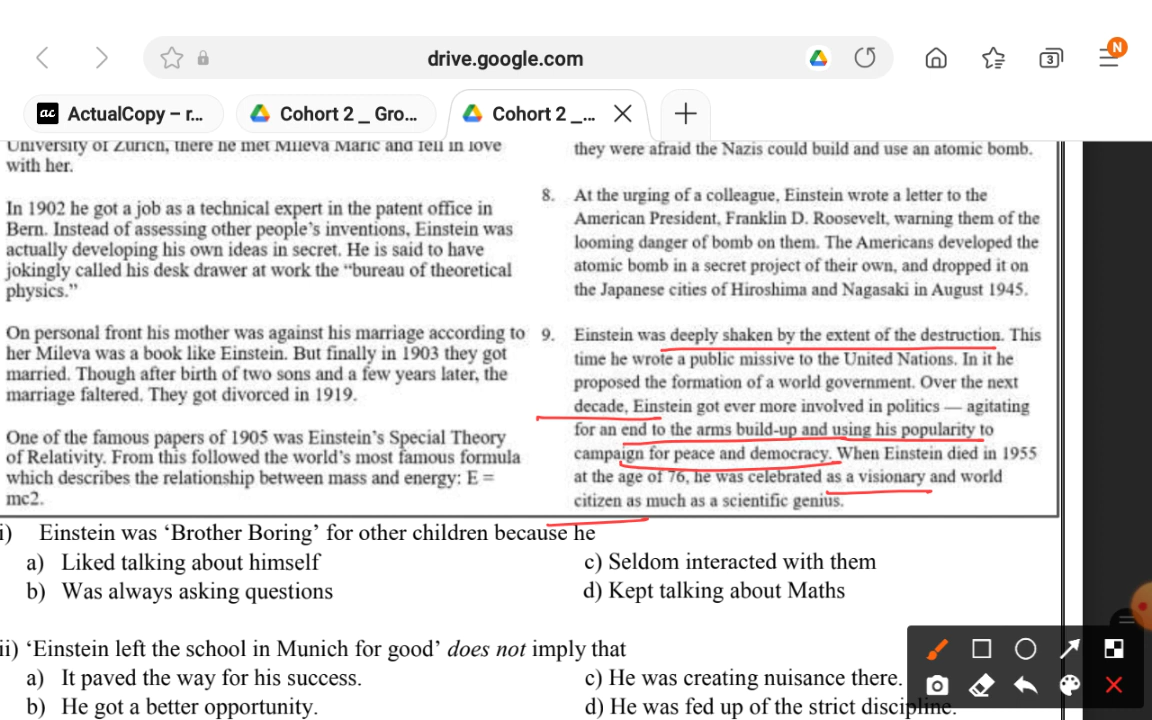 drive.google.com
3
N
ac ActualCopy – r...
Cohort 2 _ Gro...
Cohort 2 _...
University of Zurich, there he met Mileva Maric and fell in love
with her.
In 1902 he got a job as a technical expert in the patent office in
Bern. Instead of assessing other people's inventions, Einstein was
actually developing his own ideas in secret. He is said to have
jokingly called his desk drawer at work the “bureau of theoretical
physics.”
On personal front his mother was against his marriage according to
her Mileva was a book like Einstein. But finally in 1903 they got
married. Though after birth of two sons and a few years later, the
marriage faltered. They got divorced in 1919.
One of the famous papers of 1905 was Einstein's Special Theory
of Relativity. From this followed the world's most famous formula
which describes the relationship between mass and energy: E =
mc2.
they were afraid the Nazis could build and use an atomic bomb.
8. At the urging of a colleague, Einstein wrote a letter to the
American President, Franklin D. Roosevelt, warning them of the
looming danger of bomb on them. The Americans developed the
atomic bomb in a secret project of their own, and dropped it on
the Japanese cities of Hiroshima and Nagasaki in August 1945.
9. Einstein was deeply shaken by the extent of the destruction. This
time he wrote a public missive to the United Nations. In it he
proposed the formation of a world government. Over the next
decade, Einstein got ever more involved in politics — agitating
for an end to the arms build-up and using his popularity to
campaign for peace and democracy. When Einstein died in 1955
at the age of 76, he was celebrated as a visionary and world
citizen as much as a scientific genius.
i) Einstein was ‘Brother Boring’ for other children because he
a) Liked talking about himself
c) Seldom interacted with them
b) Was always asking questions
d) Kept talking about Maths
ii) ‘Einstein left the school in Munich for good’ does not imply that
a) It paved the way for his success.
c) He was creating nuisance there.
b) He got a better opportunity.
d) He was fed up of the strict discipline.